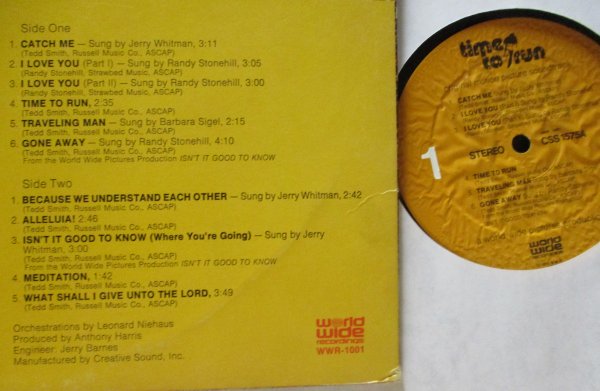 Side One
1. CATCH ME — Sung by Jerry Whitman, 3:11
(Tedd Smith, Russell Music Co., ASCAP)
2. I LOVE YOU (Part I) — Sung by Randy Stonehill, 3:05
(Randy Stonehill, Strawbed Music, ASCAP)
3. I LOVE YOU (Part II) — Sung by Randy Stonehill, 3:00
(Randy Stonehill, Strawbed Music, ASCAP)
4. TIME TO RUN, 2:35
(Tedd Smith, Russell Music Co., ASCAP)
5. TRAVELING MAN — Sung by Barbara Sigel, 2:15
(Tedd Smith, Russell Music Co., ASCAP)
6. GONE AWAY — Sung by Randy Stonehill, 4:10
(Tedd Smith, Russell Music Co., ASCAP)
From the World Wide Pictures Production ISN'T IT GOOD TO KNOW
Side Two
1. BECAUSE WE UNDERSTAND EACH OTHER — Sung by Jerry Whitman, 2:42
(Tedd Smith, Russell Music Co., ASCAP)
2. ALLELUIA! 2:46
(Tedd Smith, Russell Music Co., ASCAP)
3. ISN'T IT GOOD TO KNOW (Where You're Going) — Sung by Jerry
Whitman, 3:00
(Tedd Smith, Russell Music Co., ASCAP)
From the World Wide Pictures Production ISN'T IT GOOD TO KNOW
4. MEDITATION, 1:42
(Tedd Smith, Russell Music Co., ASCAP)
5. WHAT SHALL I GIVE UNTO THE LORD, 3:49
(Tedd Smith, Russell Music Co., ASCAP)
Orchestrations by Leonard Niehaus
Produced by Anthony Harris
Engineer: Jerry Barnes
Manufactured by Creative Sound, Inc.
world
wide
recordings
WWR-1001
time
to run
original motion picture soundtrack
CATCH ME
I LOVE YOU
I LOVE YOU
1
STEREO
CSS 1575A
TIME TO RUN
TRAVELING MAN
GONE AWAY
world
wide